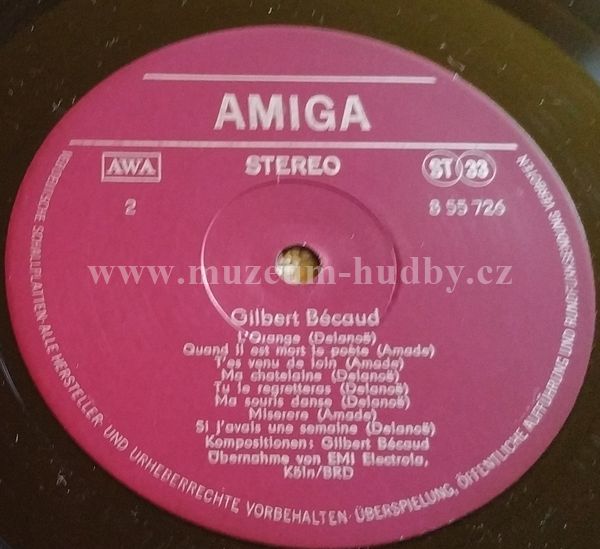 AMIGA
AWA STEREO ST 33
2 8 55 726
www.muzeum-hudby.cz
Gilbert Bécaud
L'Orange (Delanoë)
Quand il est mort le poète (Amade)
T'es venu de loin (Amade)
Ma chatelaine (Delanoë)
Tu le regretteras (Delanoë)
Ma souris danse (Delanoë)
Miserere (Amade)
Si j'avais une semaine (Delanoë)
Kompositionen: Gilbert Bécaud
Übernahme von EMI Electrola,
Köln/BRD
VEB DEUTSCHE SCHALLPLATTEN·ALLE HERSTELLER- UND URHEBERRECHTE VORBEHALTEN·ÜBERSPIELUNG, ÖFFENTLICHE AUFFÜHRUNG UND RUNDFUNKSENDUNG VERBOTEN